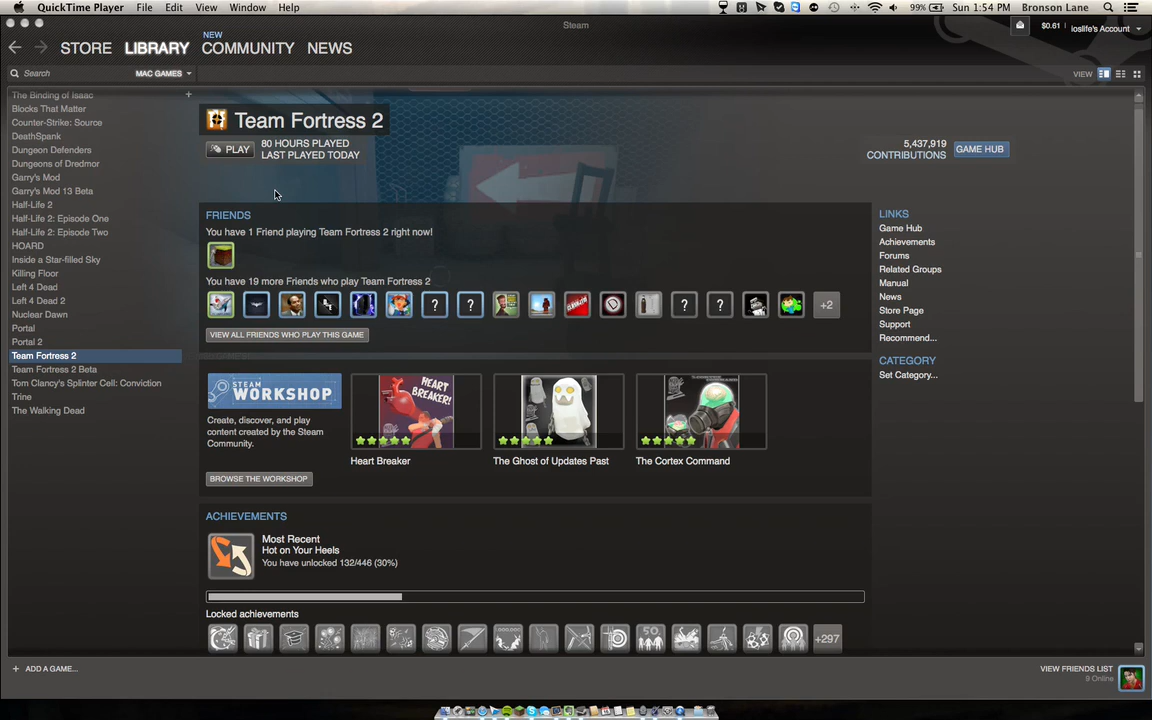 QuickTime Player File Edit View Window Help
99% Sun 1:54 PM Bronson Lane
Steam
$0.61 ioslife's Account
STORE LIBRARY NEW COMMUNITY NEWS
Search MAC GAMES
VIEW
The Binding of Isaac
Blocks That Matter
Counter-Strike: Source
DeathSpank
Dungeon Defenders
Dungeons of Dredmor
Garry's Mod
Garry's Mod 13 Beta
Half-Life 2
Half-Life 2: Episode One
Half-Life 2: Episode Two
HOARD
Inside a Star-filled Sky
Killing Floor
Left 4 Dead
Left 4 Dead 2
Nuclear Dawn
Portal
Portal 2
Team Fortress 2
Team Fortress 2 Beta
Tom Clancy's Splinter Cell: Conviction
Trine
The Walking Dead
+ ADD A GAME...
Team Fortress 2
PLAY
80 HOURS PLAYED
LAST PLAYED TODAY
5,437,919
CONTRIBUTIONS
GAME HUB
FRIENDS
You have 1 Friend playing Team Fortress 2 right now!
You have 19 more Friends who play Team Fortress 2
? ? ? ? +2
VIEW ALL FRIENDS WHO PLAY THIS GAME
STEAM
WORKSHOP
Create, discover, and play
content created by the Steam
Community.
BROWSE THE WORKSHOP
HEART
BREAKER!
Heart Breaker
The Ghost of Updates Past
The Cortex Command
ACHIEVEMENTS
Most Recent
Hot on Your Heels
You have unlocked 132/446 (30%)
Locked achievements
50
+297
LINKS
Game Hub
Achievements
Forums
Related Groups
Manual
News
Store Page
Support
Recommend...
CATEGORY
Set Category...
VIEW FRIENDS LIST
9 Online